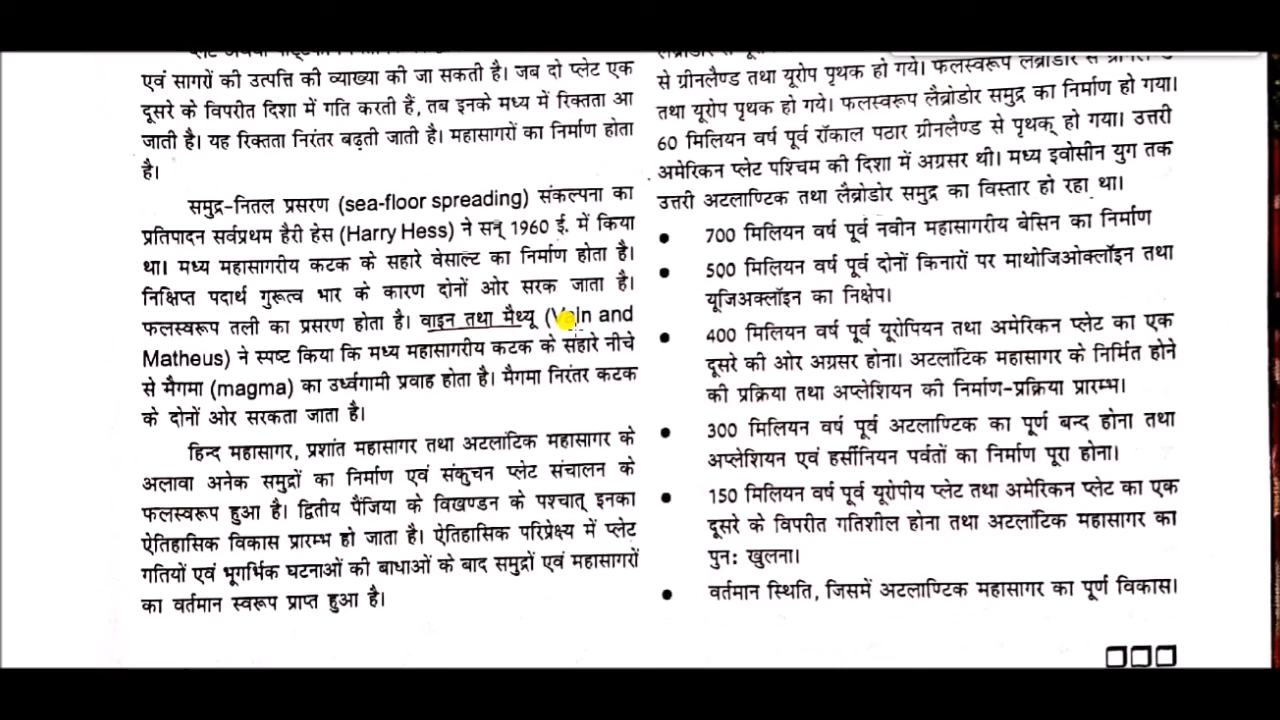 एवं सागरों की उत्पत्ति की व्याख्या की जा सकती है। जब दो प्लेट एक
दूसरे के विपरीत दिशा में गति करती हैं, तब इनके मध्य में रिक्तता आ
जाती है। यह रिक्तता निरंतर बढ़ती जाती है। महासागरों का निर्माण होता
है।
समुद्र-नितल प्रसरण (sea-floor spreading) संकल्पना का
प्रतिपादन सर्वप्रथम हैरी हेस (Harry Hess) ने सन् 1960 ई. में किया
था। मध्य महासागरीय कटक के सहारे वेसाल्ट का निर्माण होता है।
निक्षिप्त पदार्थ गुरूत्व भार के कारण दोनों ओर सरक जाता है।
फलस्वरूप तली का प्रसरण होता है। वाइन तथा मैथ्यू (Vain and
Matheus) ने स्पष्ट किया कि मध्य महासागरीय कटक के सहारे नीचे
से मैगमा (magma) का उर्ध्वगामी प्रवाह होता है। मैगमा निरंतर कटक
के दोनों ओर सरकता जाता है।
हिन्द महासागर, प्रशांत महासागर तथा अटलांटिक महासागर के
अलावा अनेक समुद्रों का निर्माण एवं संकुचन प्लेट संचालन के
फलस्वरूप हुआ है। द्वितीय पैंजिया के विखण्डन के पश्चात् इनका
ऐतिहासिक विकास प्रारम्भ हो जाता है। ऐतिहासिक परिप्रेक्ष्य में प्लेट
गतियों एवं भूगर्भिक घटनाओं की बाधाओं के बाद समुद्रों एवं महासागरों
का वर्तमान स्वरूप प्राप्त हुआ है।
से ग्रीनलैण्ड तथा यूरोप पृथक हो गये। फलस्वरूप लैब्रोडोर से
तथा यूरोप पृथक हो गये। फलस्वरूप लैब्रोडोर समुद्र का निर्माण हो गया।
60 मिलियन वर्ष पूर्व रॉकाल पठार ग्रीनलैण्ड से पृथक् हो गया। उत्तरी
अमेरिकन प्लेट पश्चिम की दिशा में अग्रसर थी। मध्य इवोसीन युग तक
उत्तरी अटलाण्टिक तथा लैब्रोडोर समुद्र का विस्तार हो रहा था।
• 700 मिलियन वर्ष पूर्व नवीन महासागरीय बेसिन का निर्माण
• 500 मिलियन वर्ष पूर्व दोनों किनारों पर माथोजिओक्लॉइन तथा
यूजिअक्लॉइन का निक्षेप।
• 400 मिलियन वर्ष पूर्व यूरोपियन तथा अमेरिकन प्लेट का एक
दूसरे की ओर अग्रसर होना। अटलांटिक महासागर के निर्मित होने
की प्रक्रिया तथा अप्लेशियन की निर्माण-प्रक्रिया प्रारम्भ।
• 300 मिलियन वर्ष पूर्व अटलाण्टिक का पूर्ण बन्द होना तथा
अप्लेशियन एवं हर्सीनियन पर्वतों का निर्माण पूरा होना।
• 150 मिलियन वर्ष पूर्व यूरोपीय प्लेट तथा अमेरिकन प्लेट का एक
दूसरे के विपरीत गतिशील होना तथा अटलांटिक महासागर का
पुनः खुलना।
• वर्तमान स्थिति, जिसमें अटलाण्टिक महासागर का पूर्ण विकास।